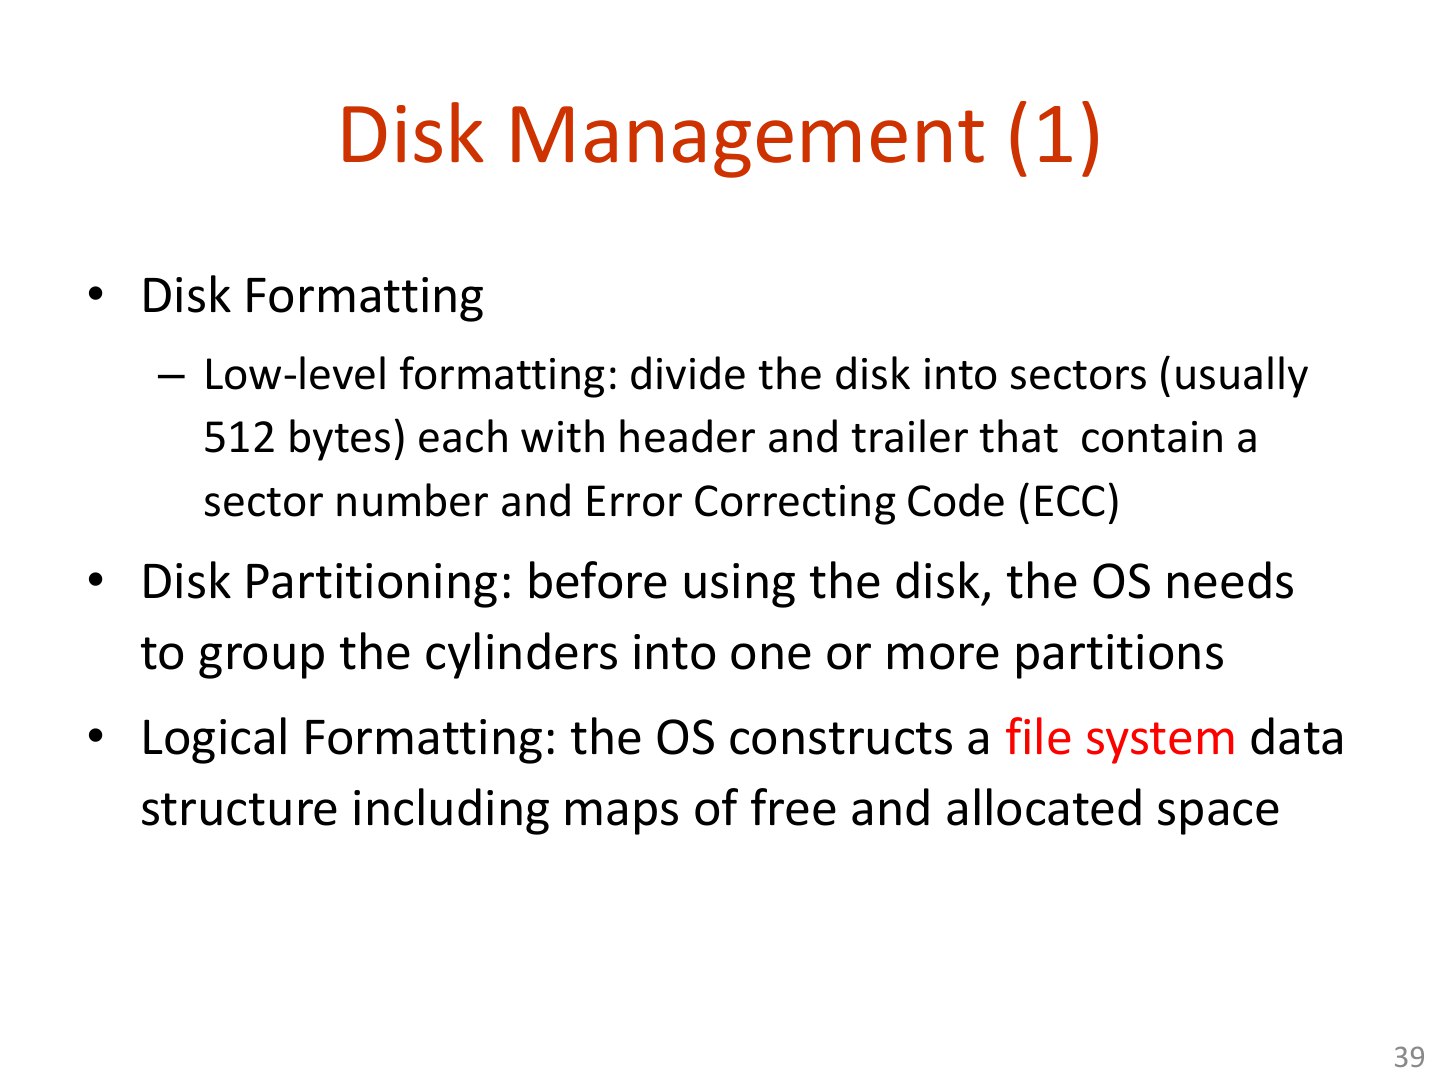 Disk Management (1)
• Disk Formatting
– Low-level formatting: divide the disk into sectors (usually
512 bytes) each with header and trailer that  contain a
sector number and Error Correcting Code (ECC)
• Disk Partitioning: before using the disk, the OS needs
to group the cylinders into one or more partitions
• Logical Formatting: the OS constructs a file system data
structure including maps of free and allocated space
39